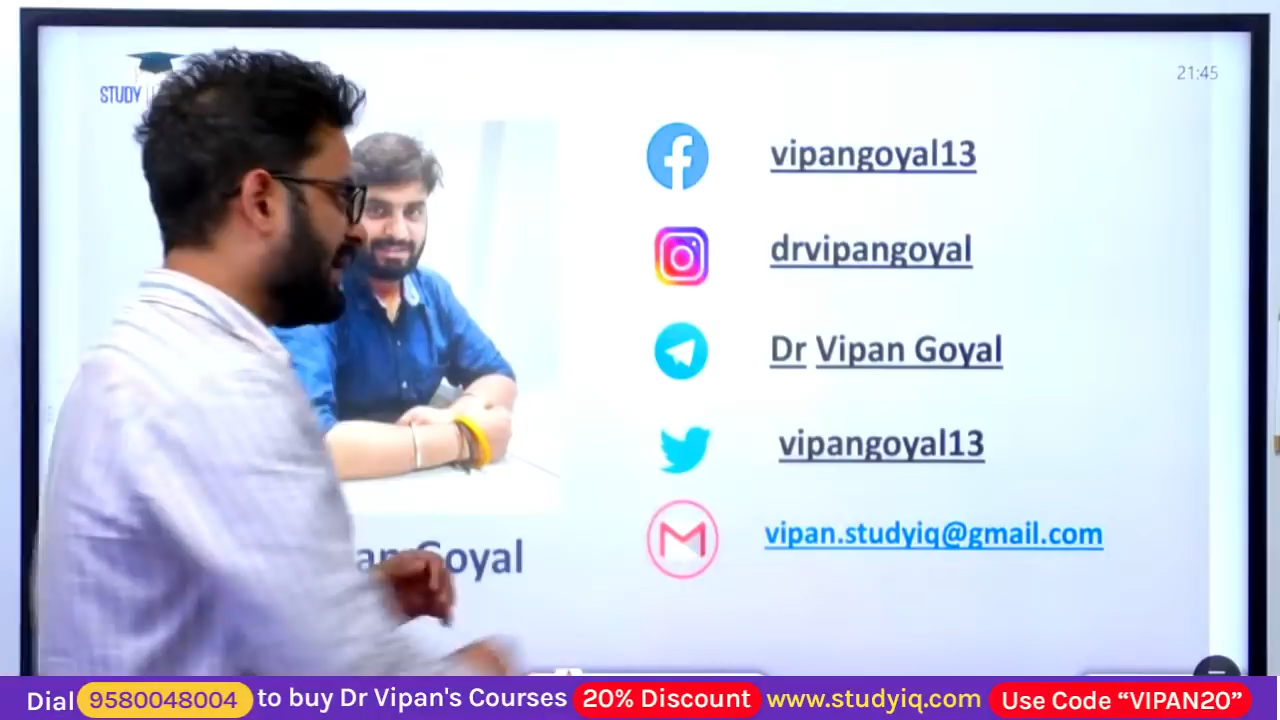 STUDY
21:45
vipangoyal13
drvipangoyal
Dr Vipan Goyal
vipangoyal13
vipan.studyiq@gmail.com
Goyal
Dial 9580048004 to buy Dr Vipan's Courses 20% Discount www.studyiq.com Use Code “VIPAN20”